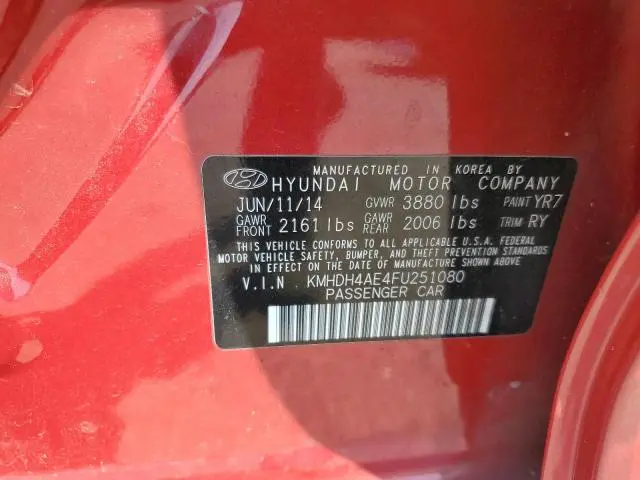 MANUFACTURED IN KOREA BY
HYUNDAI MOTOR COMPANY
JUN/11/14 GVWR 3880 lbs PAINT YR7
GAWR FRONT 2161 lbs GAWR REAR 2006 lbs TRIM RY
THIS VEHICLE CONFORMS TO ALL APPLICABLE U.S.A. FEDERAL
MOTOR VEHICLE SAFETY, BUMPER, AND THEFT PREVENTION STANDARDS
IN EFFECT ON THE DATE OF MANUFACTURE SHOWN ABOVE
V.I.N KMHDH4AE4FU251080
PASSENGER CAR